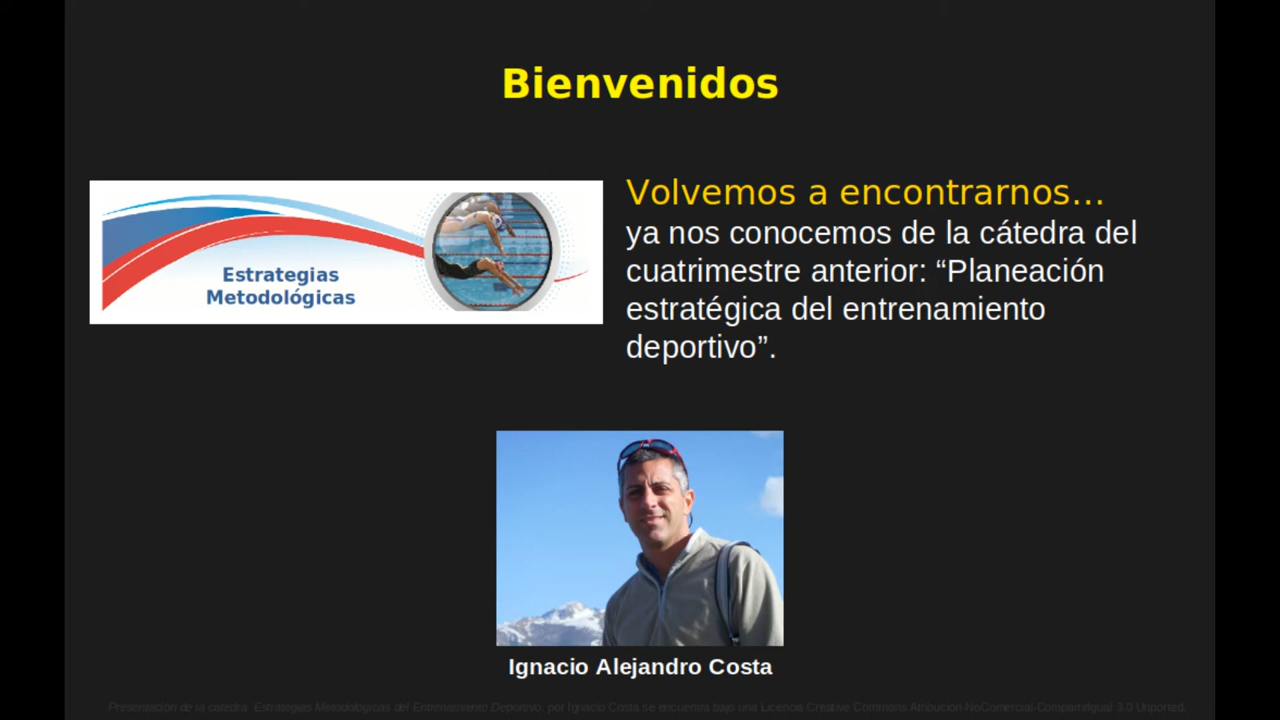 Bienvenidos
Estrategias
Metodológicas
Volvemos a encontrarnos...
ya nos conocemos de la cátedra del
cuatrimestre anterior: “Planeación
estratégica del entrenamiento
deportivo”.
Ignacio Alejandro Costa
Presentación de la catedra Estrategias Metodológicas del Entrenamiento Deportivo. por Ignacio Costa se encuentra bajo una Licencia Creative Commons Atribución-NoComercial-CompartirIgual 3.0 Unported.